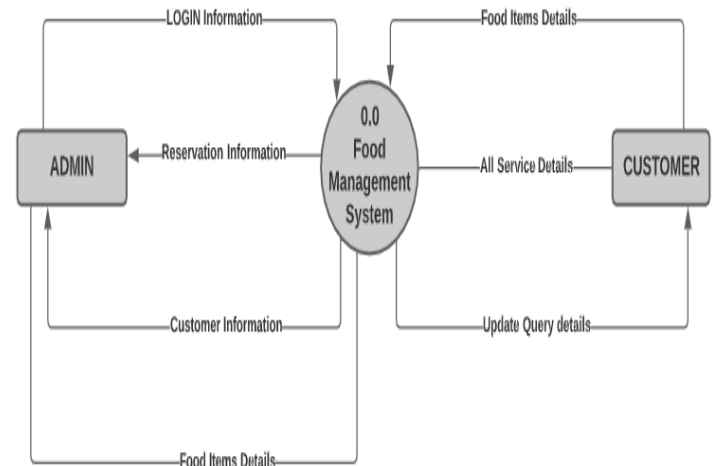 LOGIN Information
Food Items Details
0.0
Food
Management
System
ADMIN
Reservation Information
All Service Details
CUSTOMER
Customer Information
Update Query details
Food Items Details